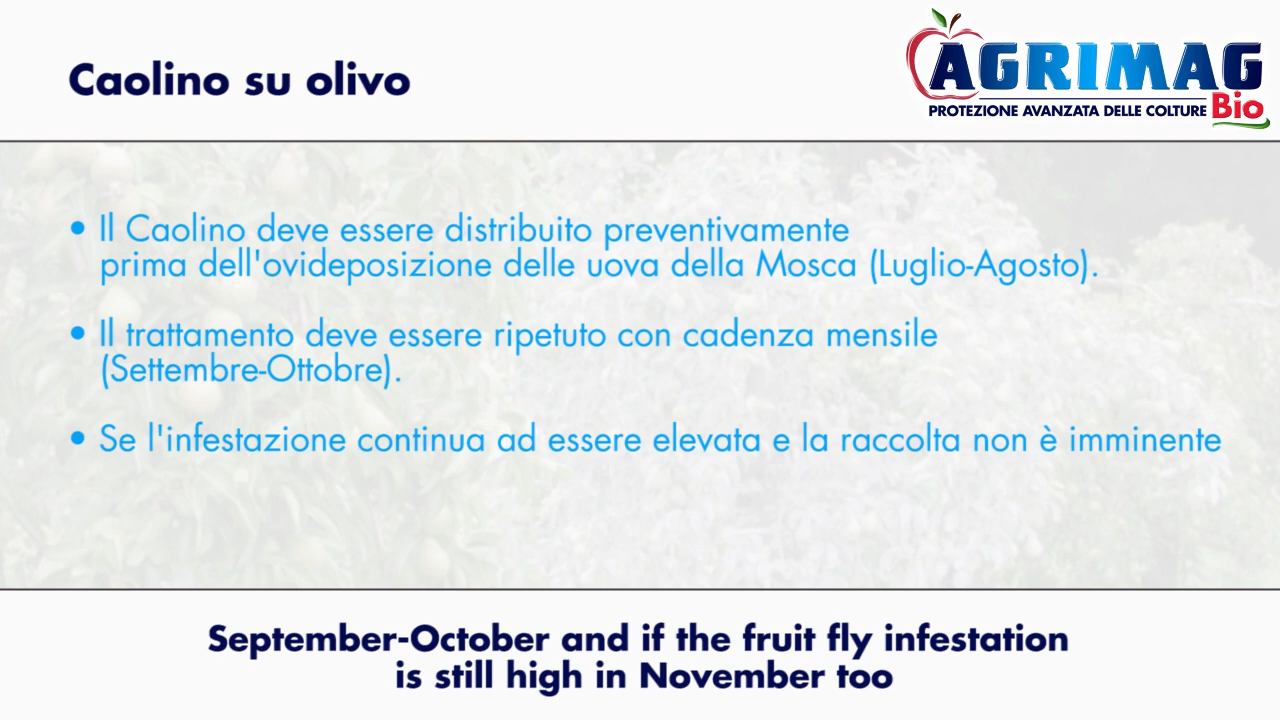 Caolino su olivo
AGRIMAG
PROTEZIONE AVANZATA DELLE COLTURE Bio
• Il Caolino deve essere distribuito preventivamente
prima dell'ovideposizione delle uova della Mosca (Luglio-Agosto).
• Il trattamento deve essere ripetuto con cadenza mensile
(Settembre-Ottobre).
• Se l'infestazione continua ad essere elevata e la raccolta non è imminente
September-October and if the fruit fly infestation
is still high in November too